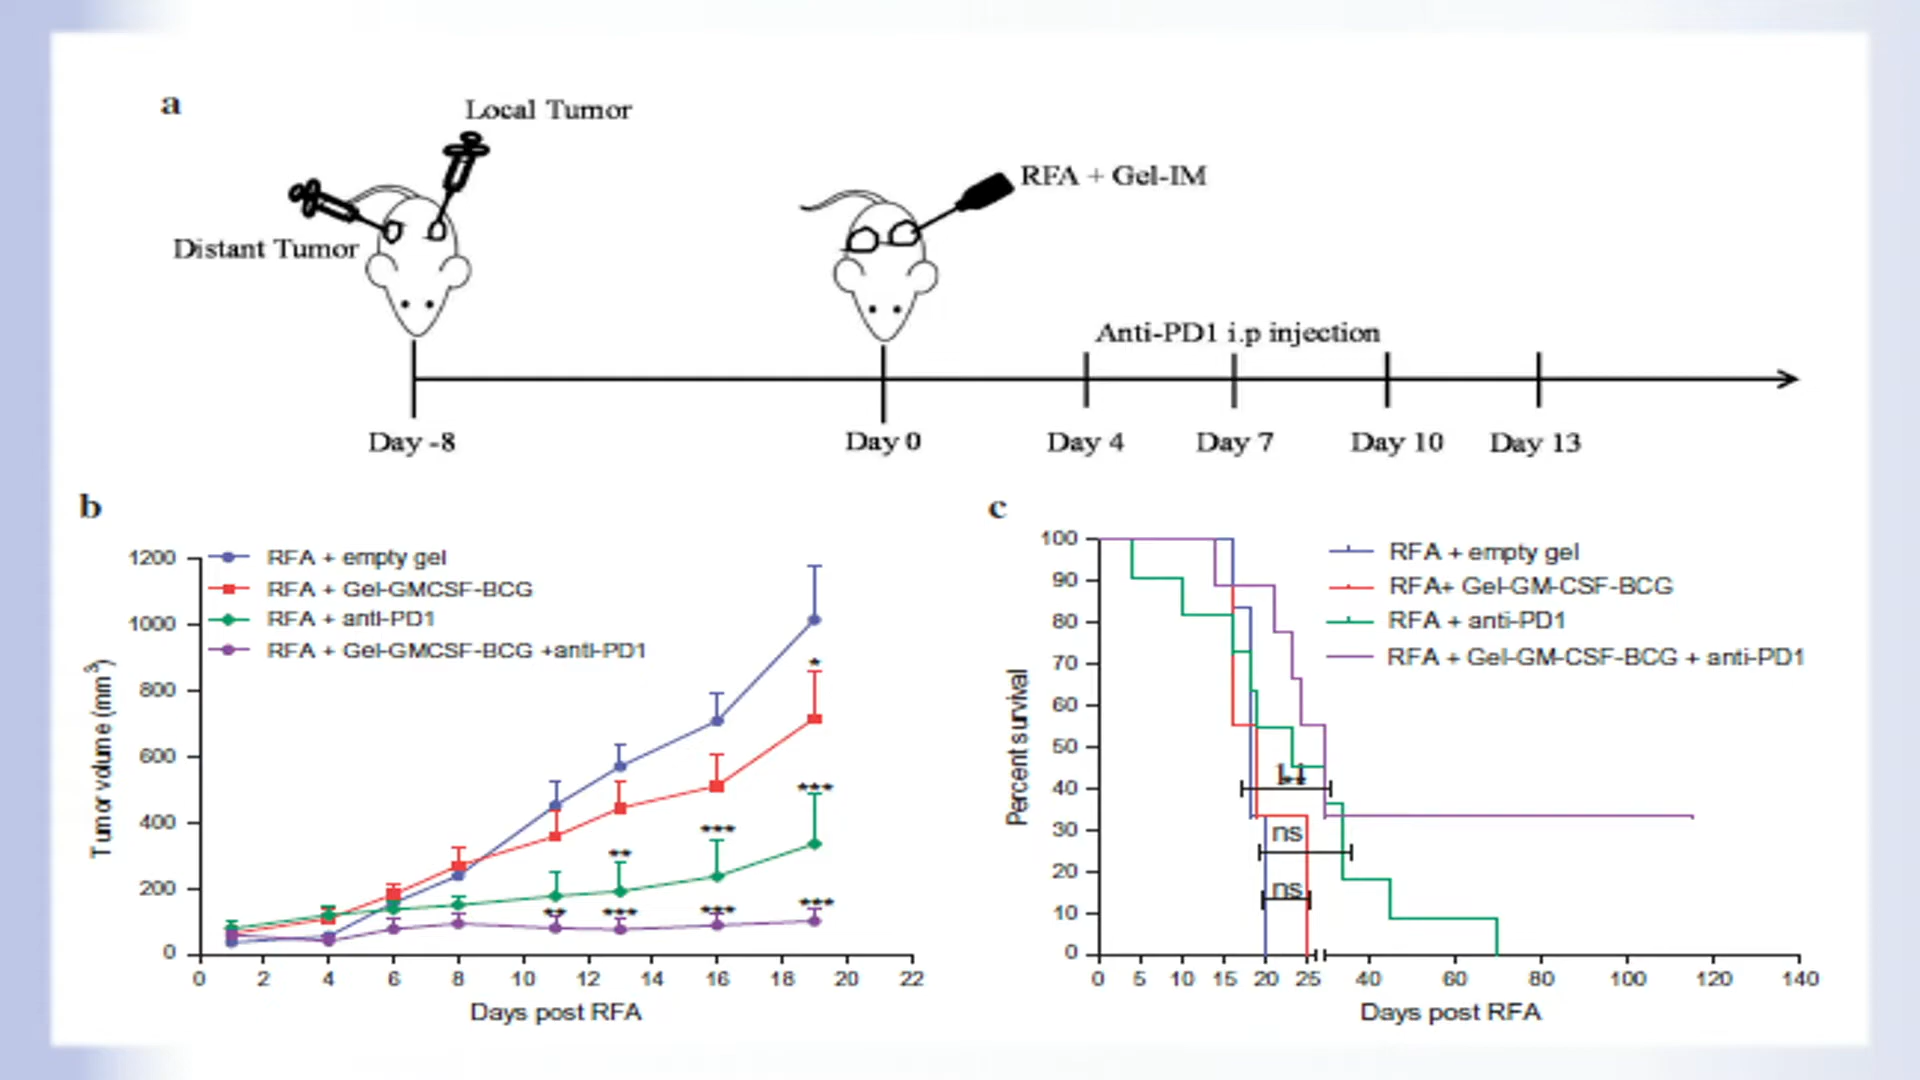 a
Local Tumor
Distant Tumor
RFA + Gel-IM
Anti-PD1 i.p injection
Day -8
Day 0
Day 4
Day 7
Day 10
Day 13
b
Tumor volume (mm³)
1200
1000
800
600
400
200
0
RFA + empty gel
RFA + Gel-GMCSF-BCG
RFA + anti-PD1
RFA + Gel-GMCSF-BCG +anti-PD1
*
***
***
**
**
***
***
***
0 2 4 6 8 10 12 14 16 18 20 22
Days post RFA
c
Percent survival
100
90
80
70
60
50
40
30
20
10
0
RFA + empty gel
RFA+ Gel-GM-CSF-BCG
RFA + anti-PD1
RFA + Gel-GM-CSF-BCG + anti-PD1
ns
ns
0 5 10 15 20 25 40 60 80 100 120 140
Days post RFA